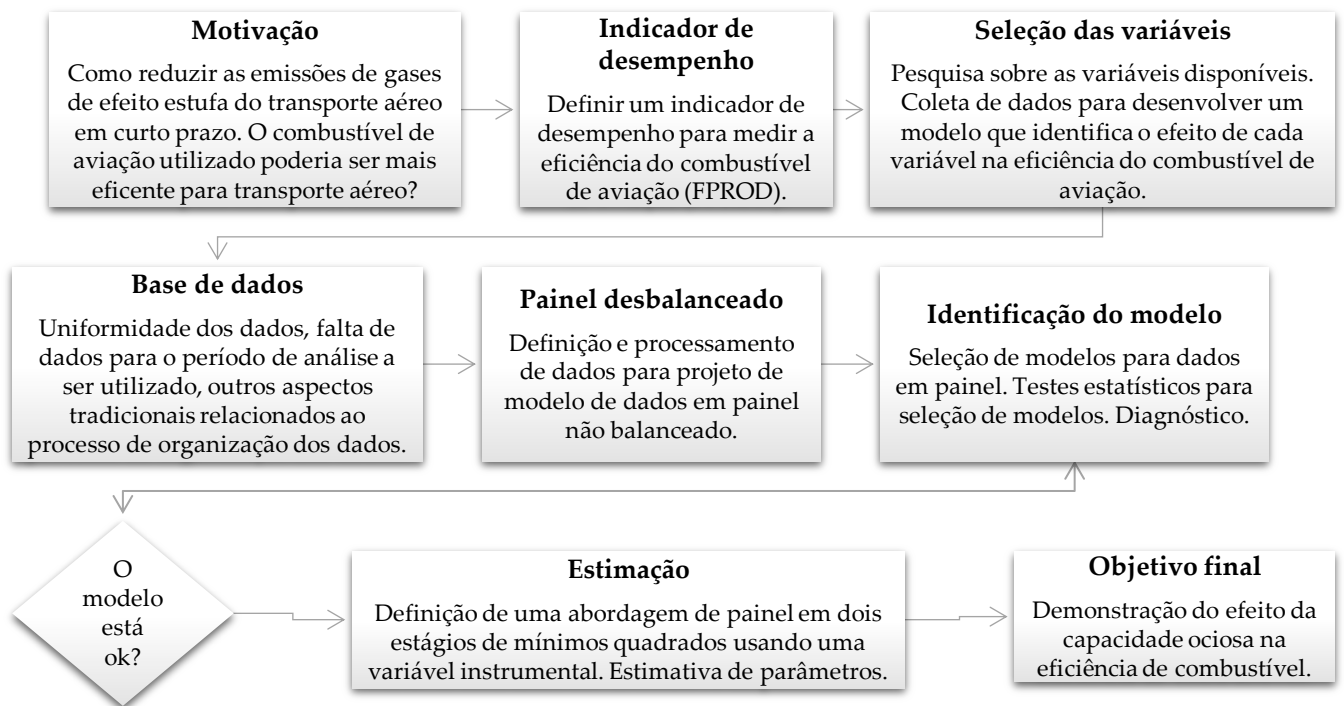 Motivação
Como reduzir as emissões de gases
de efeito estufa do transporte aéreo
em curto prazo. O combustível de
aviação utilizado poderia ser mais
eficente para transporte aéreo?
Indicador de
desempenho
Definir um indicador de
desempenho para medir a
eficiência do combustível
de aviação (FPROD).
Seleção das variáveis
Pesquisa sobre as variáveis disponíveis.
Coleta de dados para desenvolver um
modelo que identifica o efeito de cada
variável na eficiência do combustível de
aviação.
Base de dados
Uniformidade dos dados, falta de
dados para o período de análise a
ser utilizado, outros aspectos
tradicionais relacionados ao
processo de organização dos dados.
Painel desbalanceado
Definição e processamento
de dados para projeto de
modelo de dados em painel
não balanceado.
Identificação do modelo
Seleção de modelos para dados
em painel. Testes estatísticos para
seleção de modelos. Diagnóstico.
O
modelo
está
ok?
Estimação
Definição de uma abordagem de painel em dois
estágios de mínimos quadrados usando uma
variável instrumental. Estimativa de parâmetros.
Objetivo final
Demonstração do efeito da
capacidade ociosa na
eficiência de combustível.